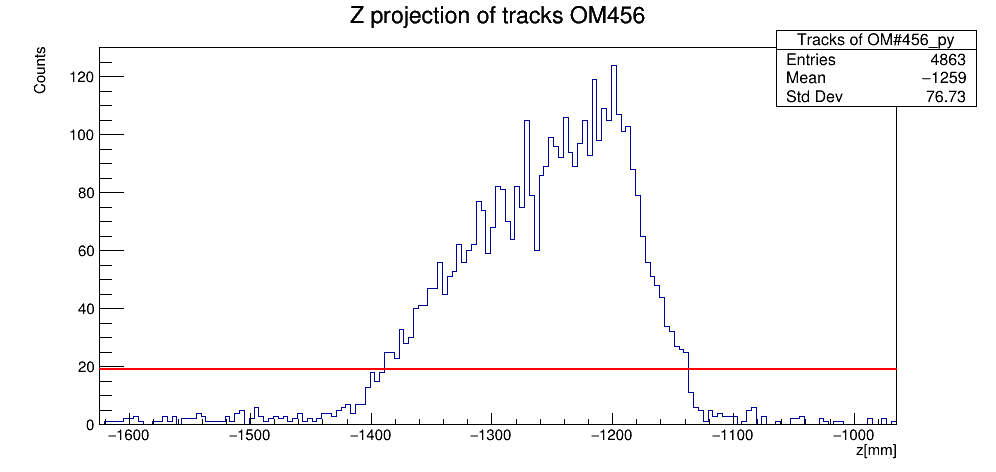 Z projection of tracks OM456
Tracks of OM#456_py
Entries 4863
Mean −1259
Std Dev 76.73
Counts
120
100
80
60
40
20
0
−1600 −1500 −1400 −1300 −1200 −1100 −1000
z[mm]